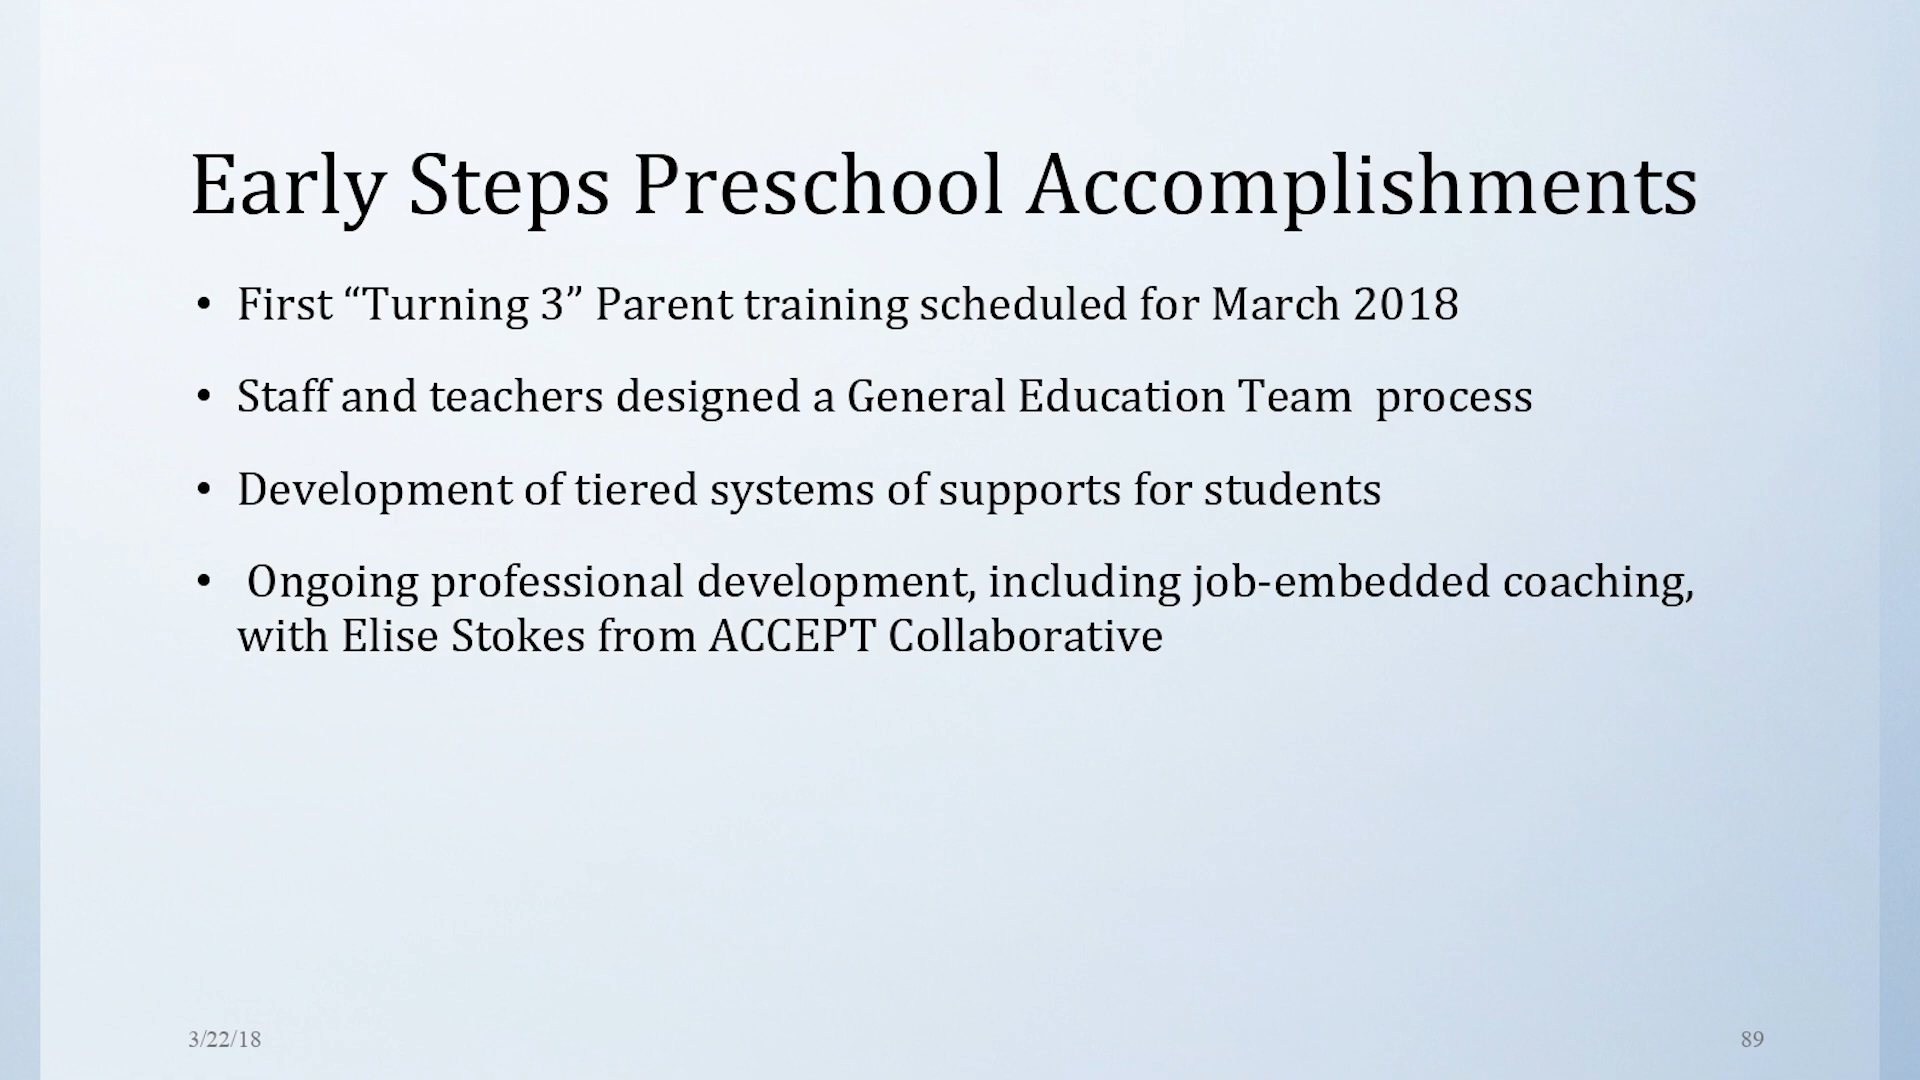 Early Steps Preschool Accomplishments
• First “Turning 3” Parent training scheduled for March 2018
• Staff and teachers designed a General Education Team  process
• Development of tiered systems of supports for students
•  Ongoing professional development, including job-embedded coaching,
with Elise Stokes from ACCEPT Collaborative
3/22/18
89